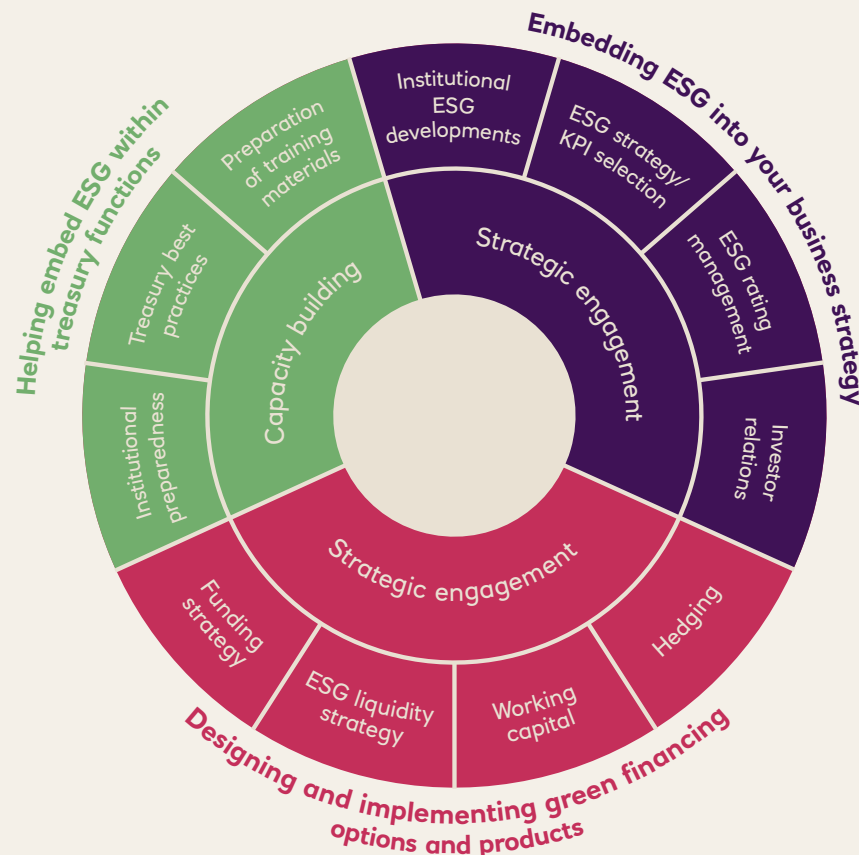 Embedding ESG into your business strategy
Institutional
ESG
developments
ESG strategy/
KPI selection
ESG rating
management
Investor
relations
Strategic engagement
Helping embed ESG within
treasury functions
Preparation
of training
materials
Treasury best
practices
Institutional
preparedness
Capacity building
Strategic engagement
Funding
strategy
ESG liquidity
strategy
Working
capital
Hedging
Designing and implementing green financing
options and products